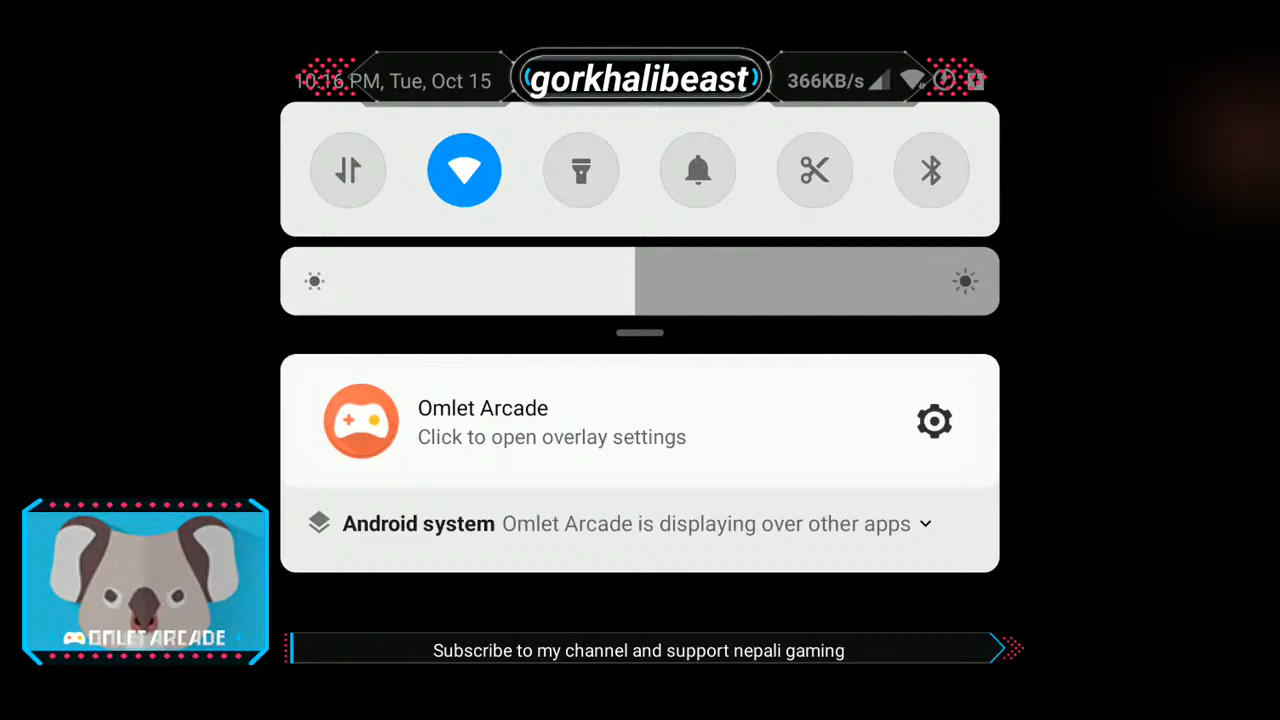 10:16 PM, Tue, Oct 15
gorkhalibeast
366KB/s
Omlet Arcade
Click to open overlay settings
Android system Omlet Arcade is displaying over other apps
OMLET ARCADE
Subscribe to my channel and support nepali gaming